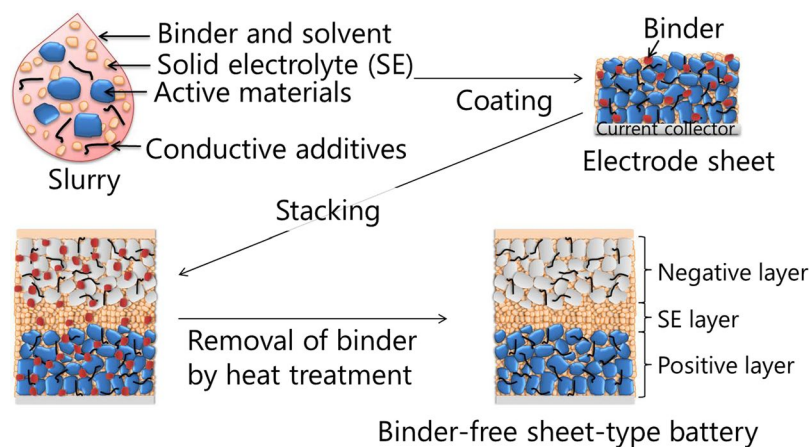 Binder and solvent
Solid electrolyte (SE)
Active materials
Conductive additives
Slurry
Coating
Binder
Current collector
Electrode sheet
Stacking
Removal of binder
by heat treatment
Negative layer
SE layer
Positive layer
Binder-free sheet-type battery